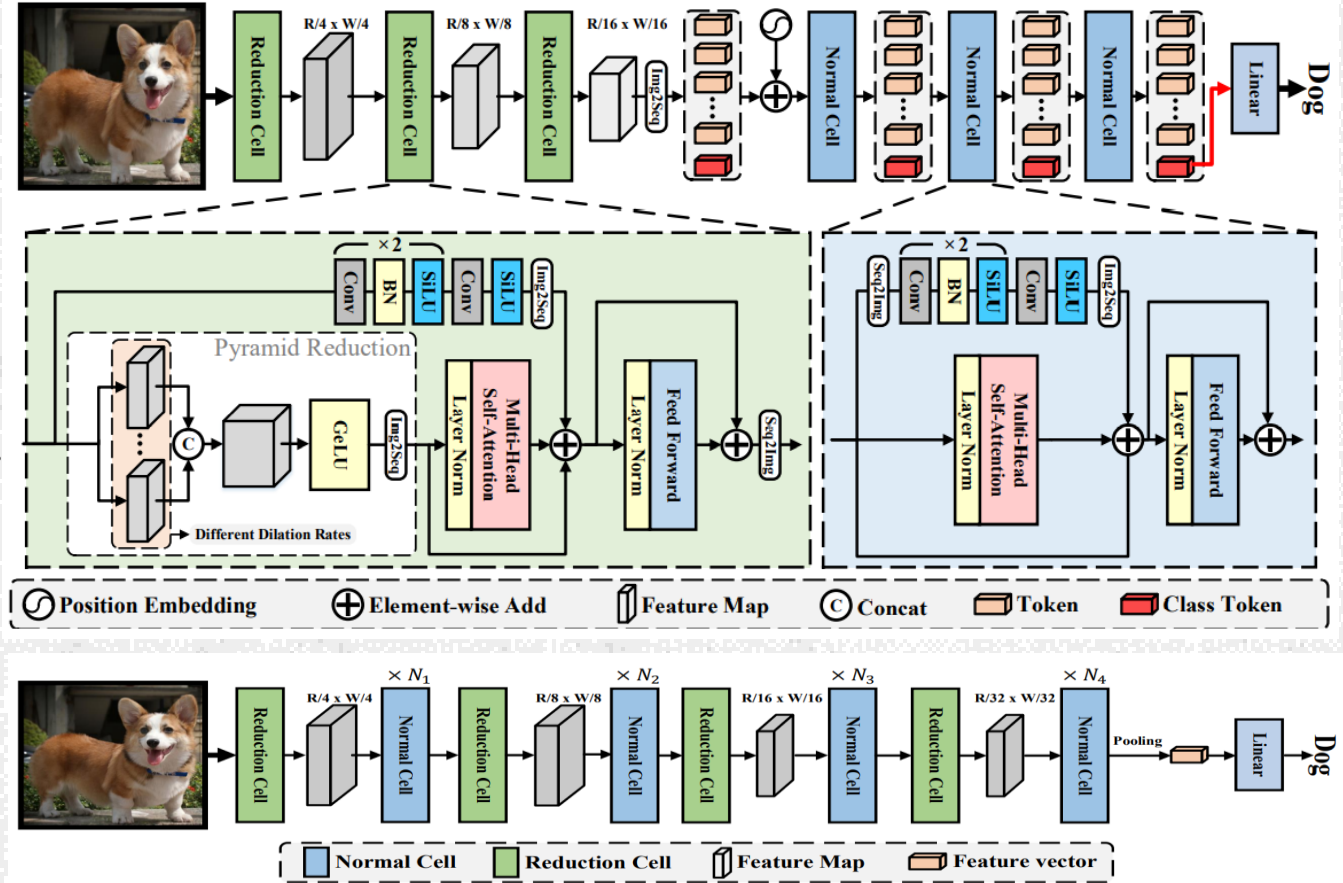 R/4 x W/4
R/8 x W/8
R/16 x W/16
Reduction Cell
Reduction Cell
Reduction Cell
Img2Seq
Normal Cell
Normal Cell
Normal Cell
Linear
Dog
× 2
Conv
BN
SiLU
Conv
SiLU
Img2Seq
Pyramid Reduction
C
GeLU
Img2Seq
Layer Norm
Multi-Head
Self-Attention
Layer Norm
Feed Forward
Seq2Img
Different Dilation Rates
× 2
Seq2Img
Conv
BN
SiLU
Conv
SiLU
Img2Seq
Layer Norm
Multi-Head
Self-Attention
Layer Norm
Feed Forward
Position Embedding
Element-wise Add
Feature Map
C
Concat
Token
Class Token
× N₁
× N₂
× N₃
× N₄
R/4 x W/4
R/8 x W/8
R/16 x W/16
R/32 x W/32
Reduction Cell
Normal Cell
Reduction Cell
Normal Cell
Reduction Cell
Normal Cell
Reduction Cell
Normal Cell
Pooling
Linear
Dog
Normal Cell
Reduction Cell
Feature Map
Feature vector